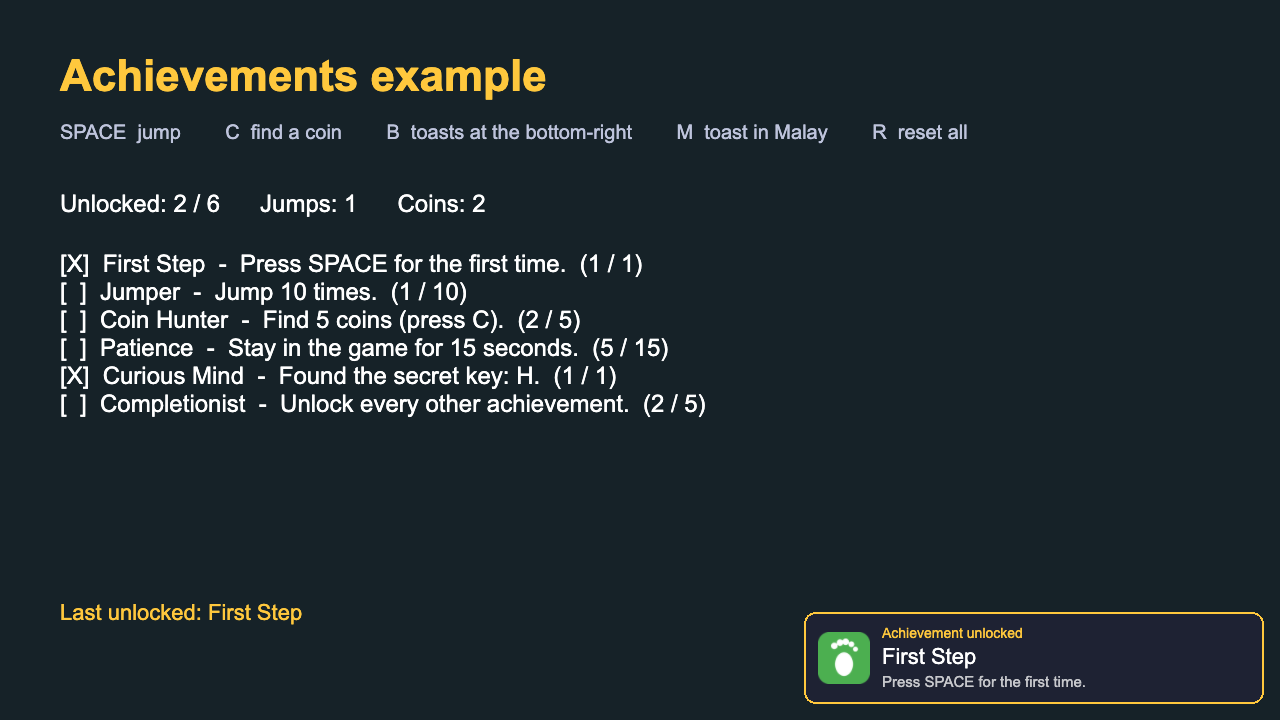 Achievements example
SPACE  jump        C  find a coin        B  toasts at the bottom-right        M  toast in Malay        R  reset all
Unlocked: 2 / 6      Jumps: 1      Coins: 2
[X]  First Step  -  Press SPACE for the first time.  (1 / 1)
[  ]  Jumper  -  Jump 10 times.  (1 / 10)
[  ]  Coin Hunter  -  Find 5 coins (press C).  (2 / 5)
[  ]  Patience  -  Stay in the game for 15 seconds.  (5 / 15)
[X]  Curious Mind  -  Found the secret key: H.  (1 / 1)
[  ]  Completionist  -  Unlock every other achievement.  (2 / 5)
Last unlocked: First Step
Achievement unlocked
First Step
Press SPACE for the first time.